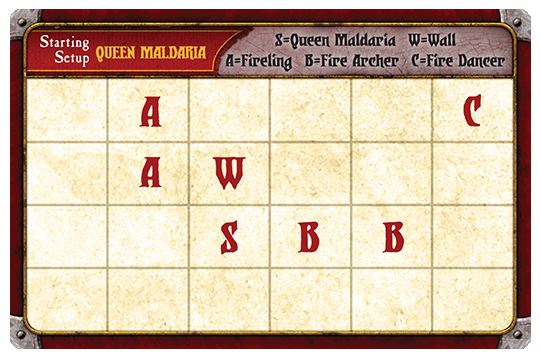 Starting Setup QUEEN MALDARIA
S=Queen Maldaria W=Wall
A=Fireling B=Fire Archer C=Fire Dancer
A C
A W
S B B